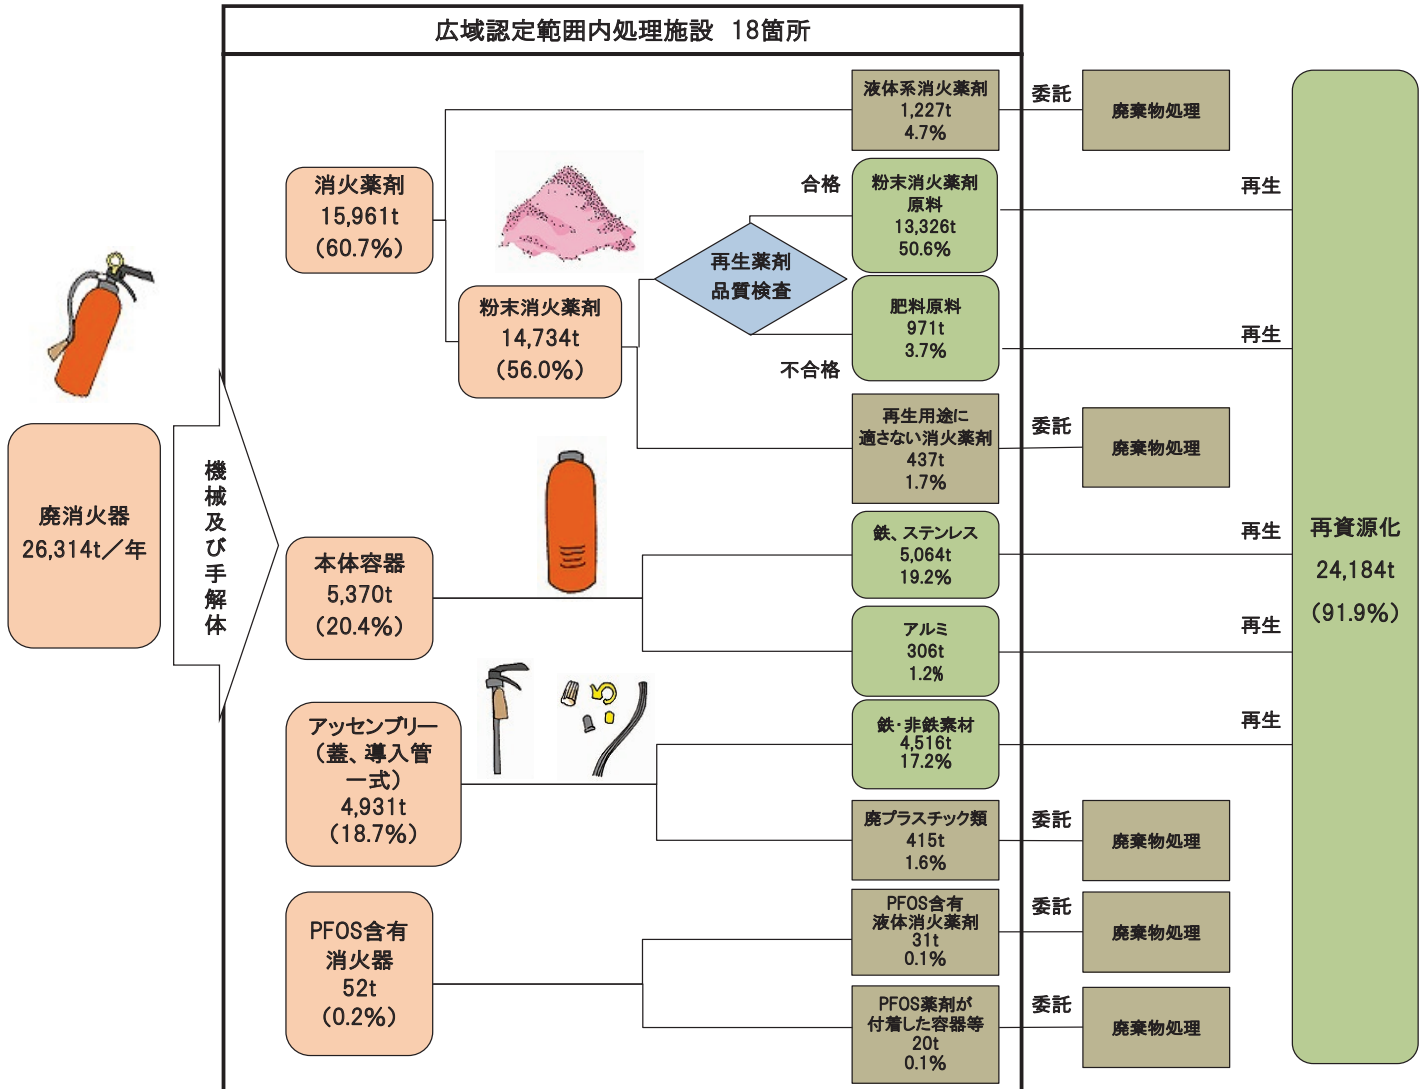 広域認定範囲内処理施設 18箇所
廃消火器
26,314t／年
機械及び手解体
消火薬剤
15,961t
(60.7%)
粉末消火薬剤
14,734t
(56.0%)
再生薬剤
品質検査
合格
不合格
本体容器
5,370t
(20.4%)
アッセンブリー
（蓋、導入管
一式）
4,931t
(18.7%)
PFOS含有
消火器
52t
(0.2%)
液体系消火薬剤
1,227t
4.7%
委託
廃棄物処理
粉末消火薬剤
原料
13,326t
50.6%
再生
肥料原料
971t
3.7%
再生
再生用途に
適さない消火薬剤
437t
1.7%
委託
廃棄物処理
鉄、ステンレス
5,064t
19.2%
再生
アルミ
306t
1.2%
再生
鉄・非鉄素材
4,516t
17.2%
再生
廃プラスチック類
415t
1.6%
委託
廃棄物処理
PFOS含有
液体消火薬剤
31t
0.1%
委託
廃棄物処理
PFOS薬剤が
付着した容器等
20t
0.1%
委託
廃棄物処理
再資源化
24,184t
(91.9%)